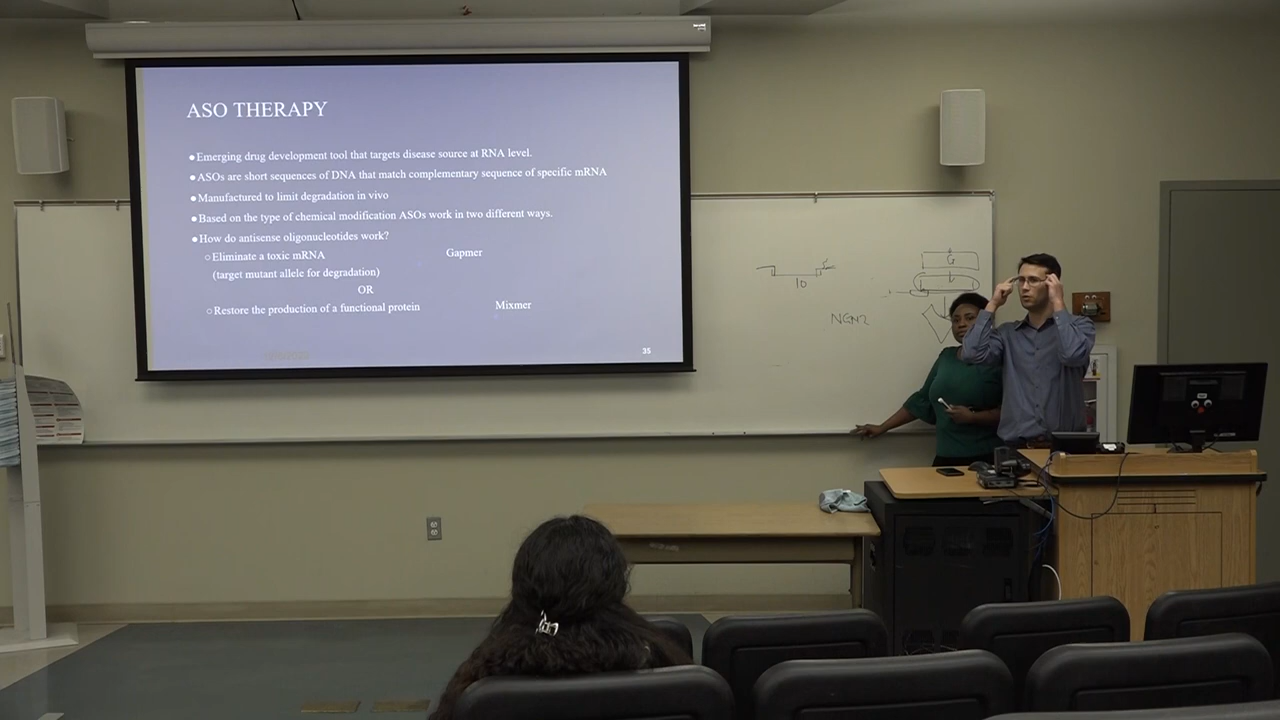 ASO THERAPY
● Emerging drug development tool that targets disease source at RNA level.
● ASOs are short sequences of DNA that match complementary sequence of specific mRNA
● Manufactured to limit degradation in vivo
● Based on the type of chemical modification ASOs work in two different ways.
● How do antisense oligonucleotides work?
○ Eliminate a toxic mRNA Gapmer
(target mutant allele for degradation)
OR
○ Restore the production of a functional protein Mixmer
35
10
NGN2
G